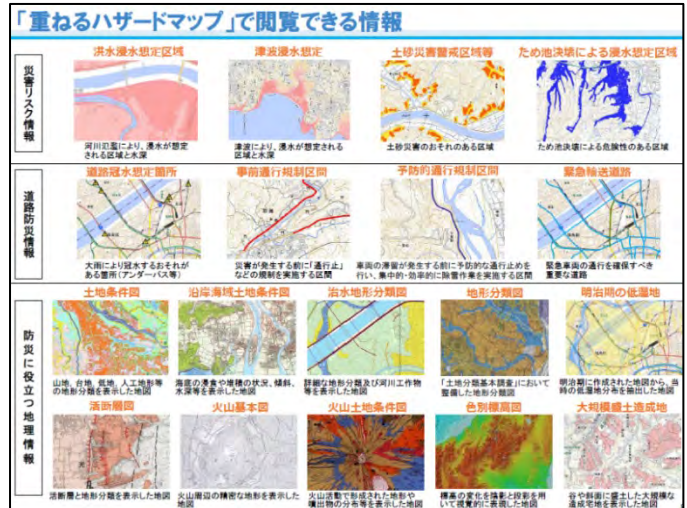 「重ねるハザードマップ」で閲覧できる情報
災害リスク情報
洪水浸水想定区域
河川氾濫により、浸水が想定
される区域と水深
津波浸水想定
津波により、浸水が想定される
区域と水深
土砂災害警戒区域等
土砂災害のおそれのある区域
ため池決壊による浸水想定区域
ため池決壊による危険性のある区域
道路防災情報
道路冠水想定箇所
大雨により冠水するおそれ
がある箇所(アンダーパス等)
事前通行規制区間
災害が発生する前に「通行止」
などの規制を実施する区間
予防的通行規制区間
車両の滞留が発生する前に予防的な通行止めを
行い、集中的・効率的に除雪作業を実施する区間
緊急輸送道路
緊急車両の通行を確保すべき
重要な道路
防災に役立つ地理情報
土地条件図
山地、台地、低地、人工地形等
の地形分類を表示した地図
沿岸海域土地条件図
海底の浸食や堆積の状況、傾斜、
水深等を表示した地図
治水地形分類図
詳細な地形分類及び河川工作物
等を表示した地図
地形分類図
「土地分類基本調査」において
整備した地形分類図
明治期の低湿地
明治期に作成された地図から、当
時の低湿地分布を抽出した地図
活断層図
活断層と地形分類を表示した地図
火山基本図
火山周辺の精密な地形を表示した
地図
火山土地条件図
火山活動で形成された地形や
噴出物の分布等を表示した地図
色別標高図
標高の変化を陰影と段彩を用
いて視覚的に表現した地図
大規模盛土造成地
谷や斜面に盛土した大規模な
造成宅地を表示した地図